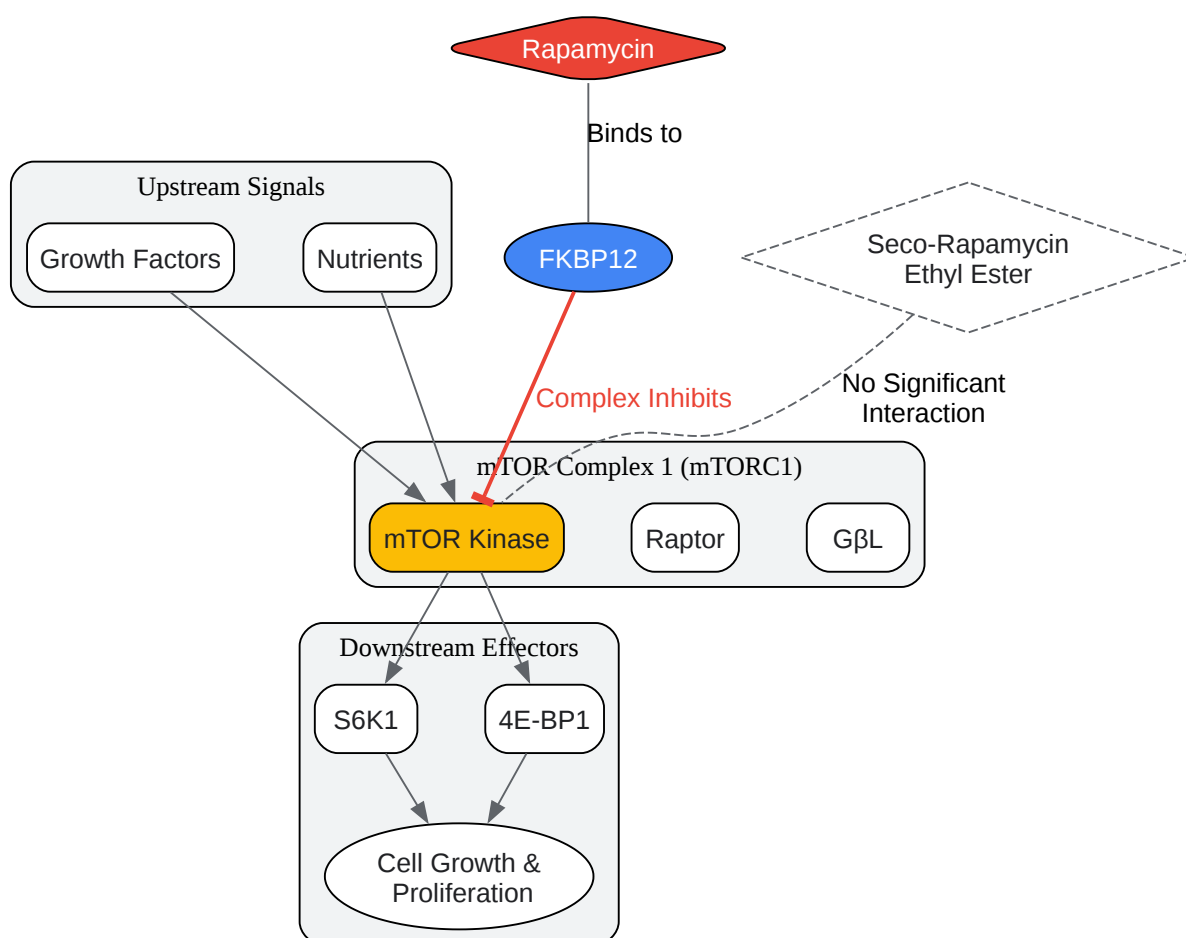 Rapamycin
Binds to
Upstream Signals
Growth Factors
Nutrients
FKBP12
Seco-Rapamycin
Ethyl Ester
Complex Inhibits
No Significant
Interaction
mTOR Complex 1 (mTORC1)
mTOR Kinase
Raptor
GβL
Downstream Effectors
S6K1
4E-BP1
Cell Growth &
Proliferation